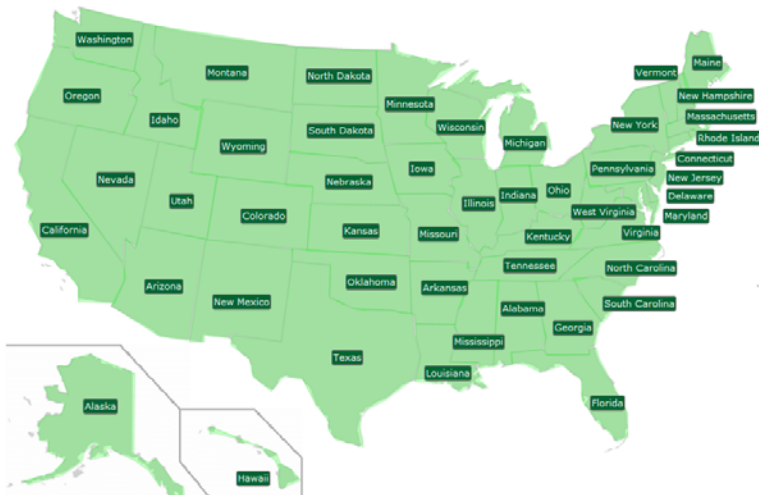 Washington
Maine
Montana
North Dakota
Vermont
Oregon
Minnesota
New Hampshire
Idaho
Massachusetts
South Dakota
Wisconsin
New York
Rhode Island
Wyoming
Michigan
Connecticut
Iowa
Pennsylvania
Nevada
Nebraska
Indiana
Ohio
New Jersey
Utah
Illinois
Delaware
Colorado
West Virginia
Maryland
California
Kansas
Missouri
Kentucky
Virginia
Tennessee
North Carolina
Arizona
Oklahoma
Arkansas
New Mexico
Alabama
South Carolina
Georgia
Mississippi
Texas
Louisiana
Alaska
Florida
Hawaii